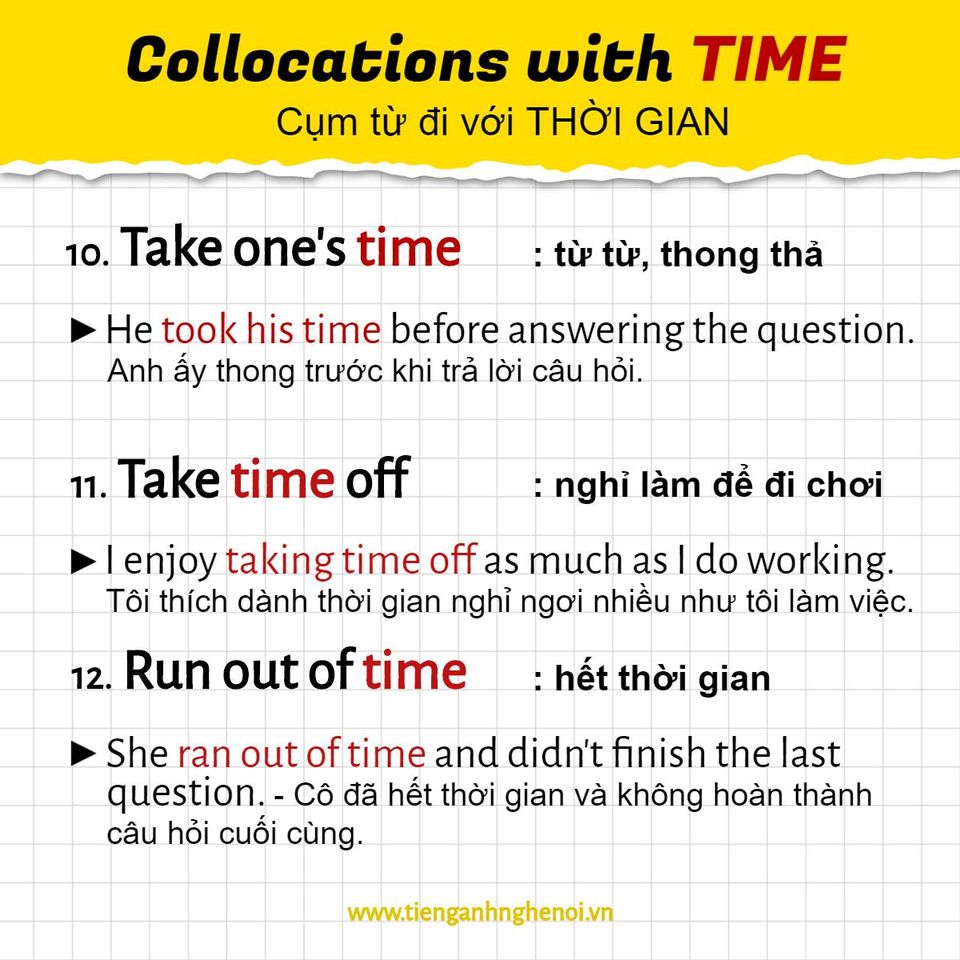 Collocations with TIME
Cụm từ đi với THỜI GIAN
10. Take one's time : từ từ, thong thả
►He took his time before answering the question.
Anh ấy thong trước khi trả lời câu hỏi.
11. Take time off : nghỉ làm để đi chơi
►I enjoy taking time off as much as I do working.
Tôi thích dành thời gian nghỉ ngơi nhiều như tôi làm việc.
12. Run out of time : hết thời gian
► She ran out of time and didn't finish the last
question. - Cô đã hết thời gian và không hoàn thành
câu hỏi cuối cùng.
www.tienganhnghenoi.vn